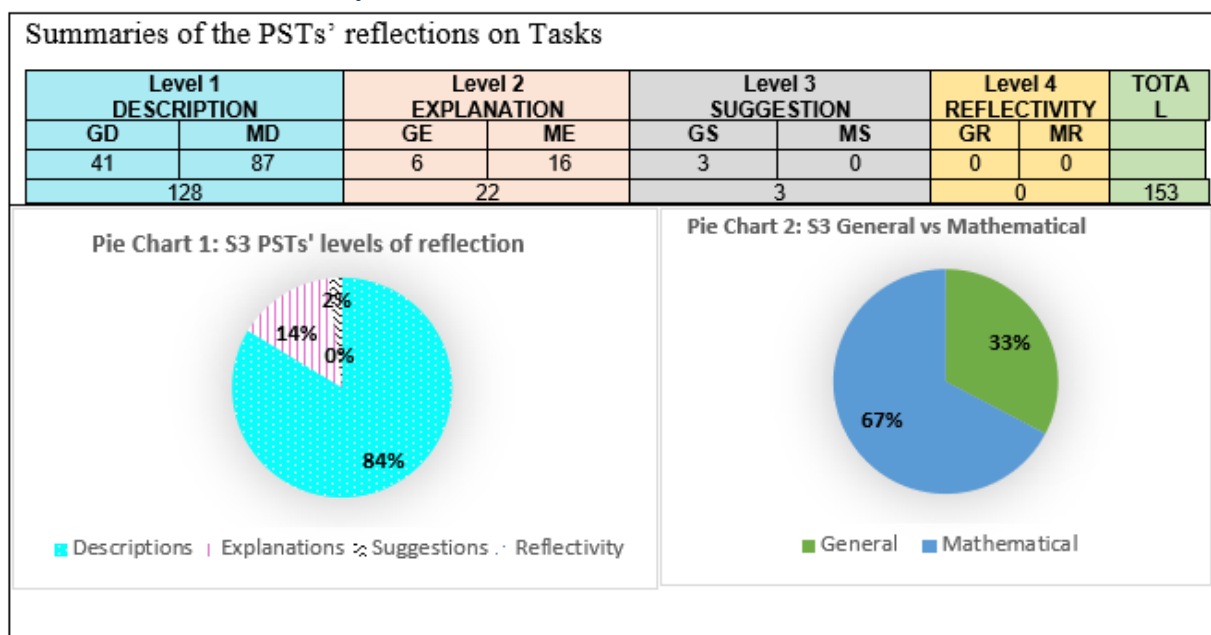 Summaries of the PSTs’ reflections on Tasks
Level 1 Level 2 Level 3 Level 4 TOTA
DESCRIPTION EXPLANATION SUGGESTION REFLECTIVITY L
GD MD GE ME GS MS GR MR
41 87 6 16 3 0 0 0
128 22 3 0 153
Pie Chart 1: S3 PSTs' levels of reflection
2%
14%
0%
84%
Descriptions Explanations Suggestions Reflectivity
Pie Chart 2: S3 General vs Mathematical
33%
67%
General Mathematical